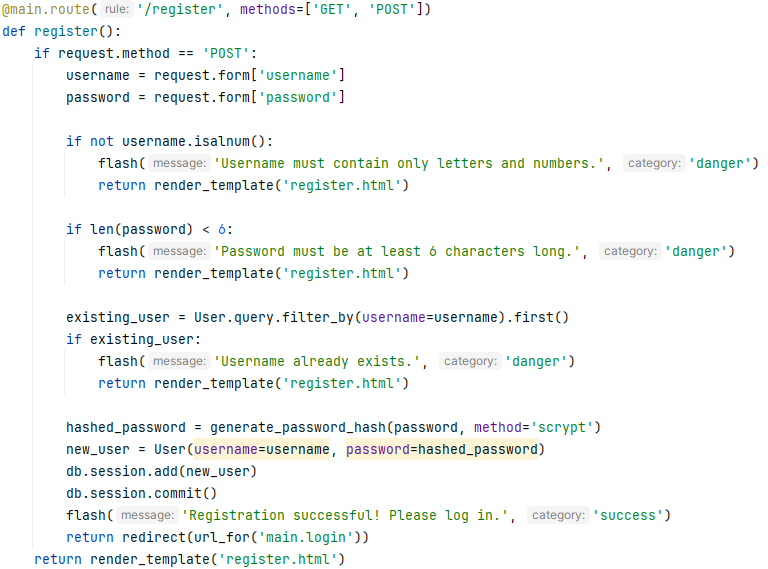 @main.route( rule: '/register', methods=['GET', 'POST'])
def register():
    if request.method == 'POST':
        username = request.form['username']
        password = request.form['password']

        if not username.isalnum():
            flash( message: 'Username must contain only letters and numbers.', category: 'danger')
            return render_template('register.html')

        if len(password) < 6:
            flash( message: 'Password must be at least 6 characters long.', category: 'danger')
            return render_template('register.html')

        existing_user = User.query.filter_by(username=username).first()
        if existing_user:
            flash( message: 'Username already exists.', category: 'danger')
            return render_template('register.html')

        hashed_password = generate_password_hash(password, method='scrypt')
        new_user = User(username=username, password=hashed_password)
        db.session.add(new_user)
        db.session.commit()
        flash( message: 'Registration successful! Please log in.', category: 'success')
        return redirect(url_for('main.login'))
    return render_template('register.html')